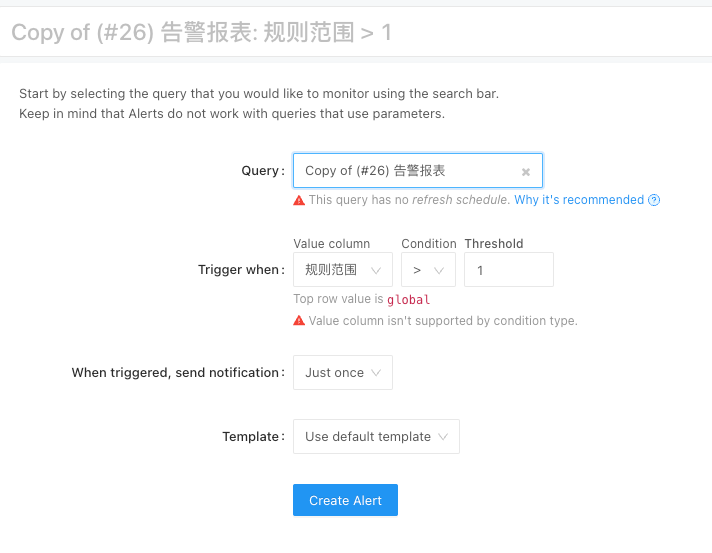 Copy of (#26) 告警报表: 规则范围 > 1
Start by selecting the query that you would like to monitor using the search bar.
Keep in mind that Alerts do not work with queries that use parameters.
Query: Copy of (#26) 告警报表
This query has no refresh schedule. Why it's recommended
Value column Condition Threshold
Trigger when: 规则范围 > 1
Top row value is global
Value column isn't supported by condition type.
When triggered, send notification: Just once
Template: Use default template
Create Alert